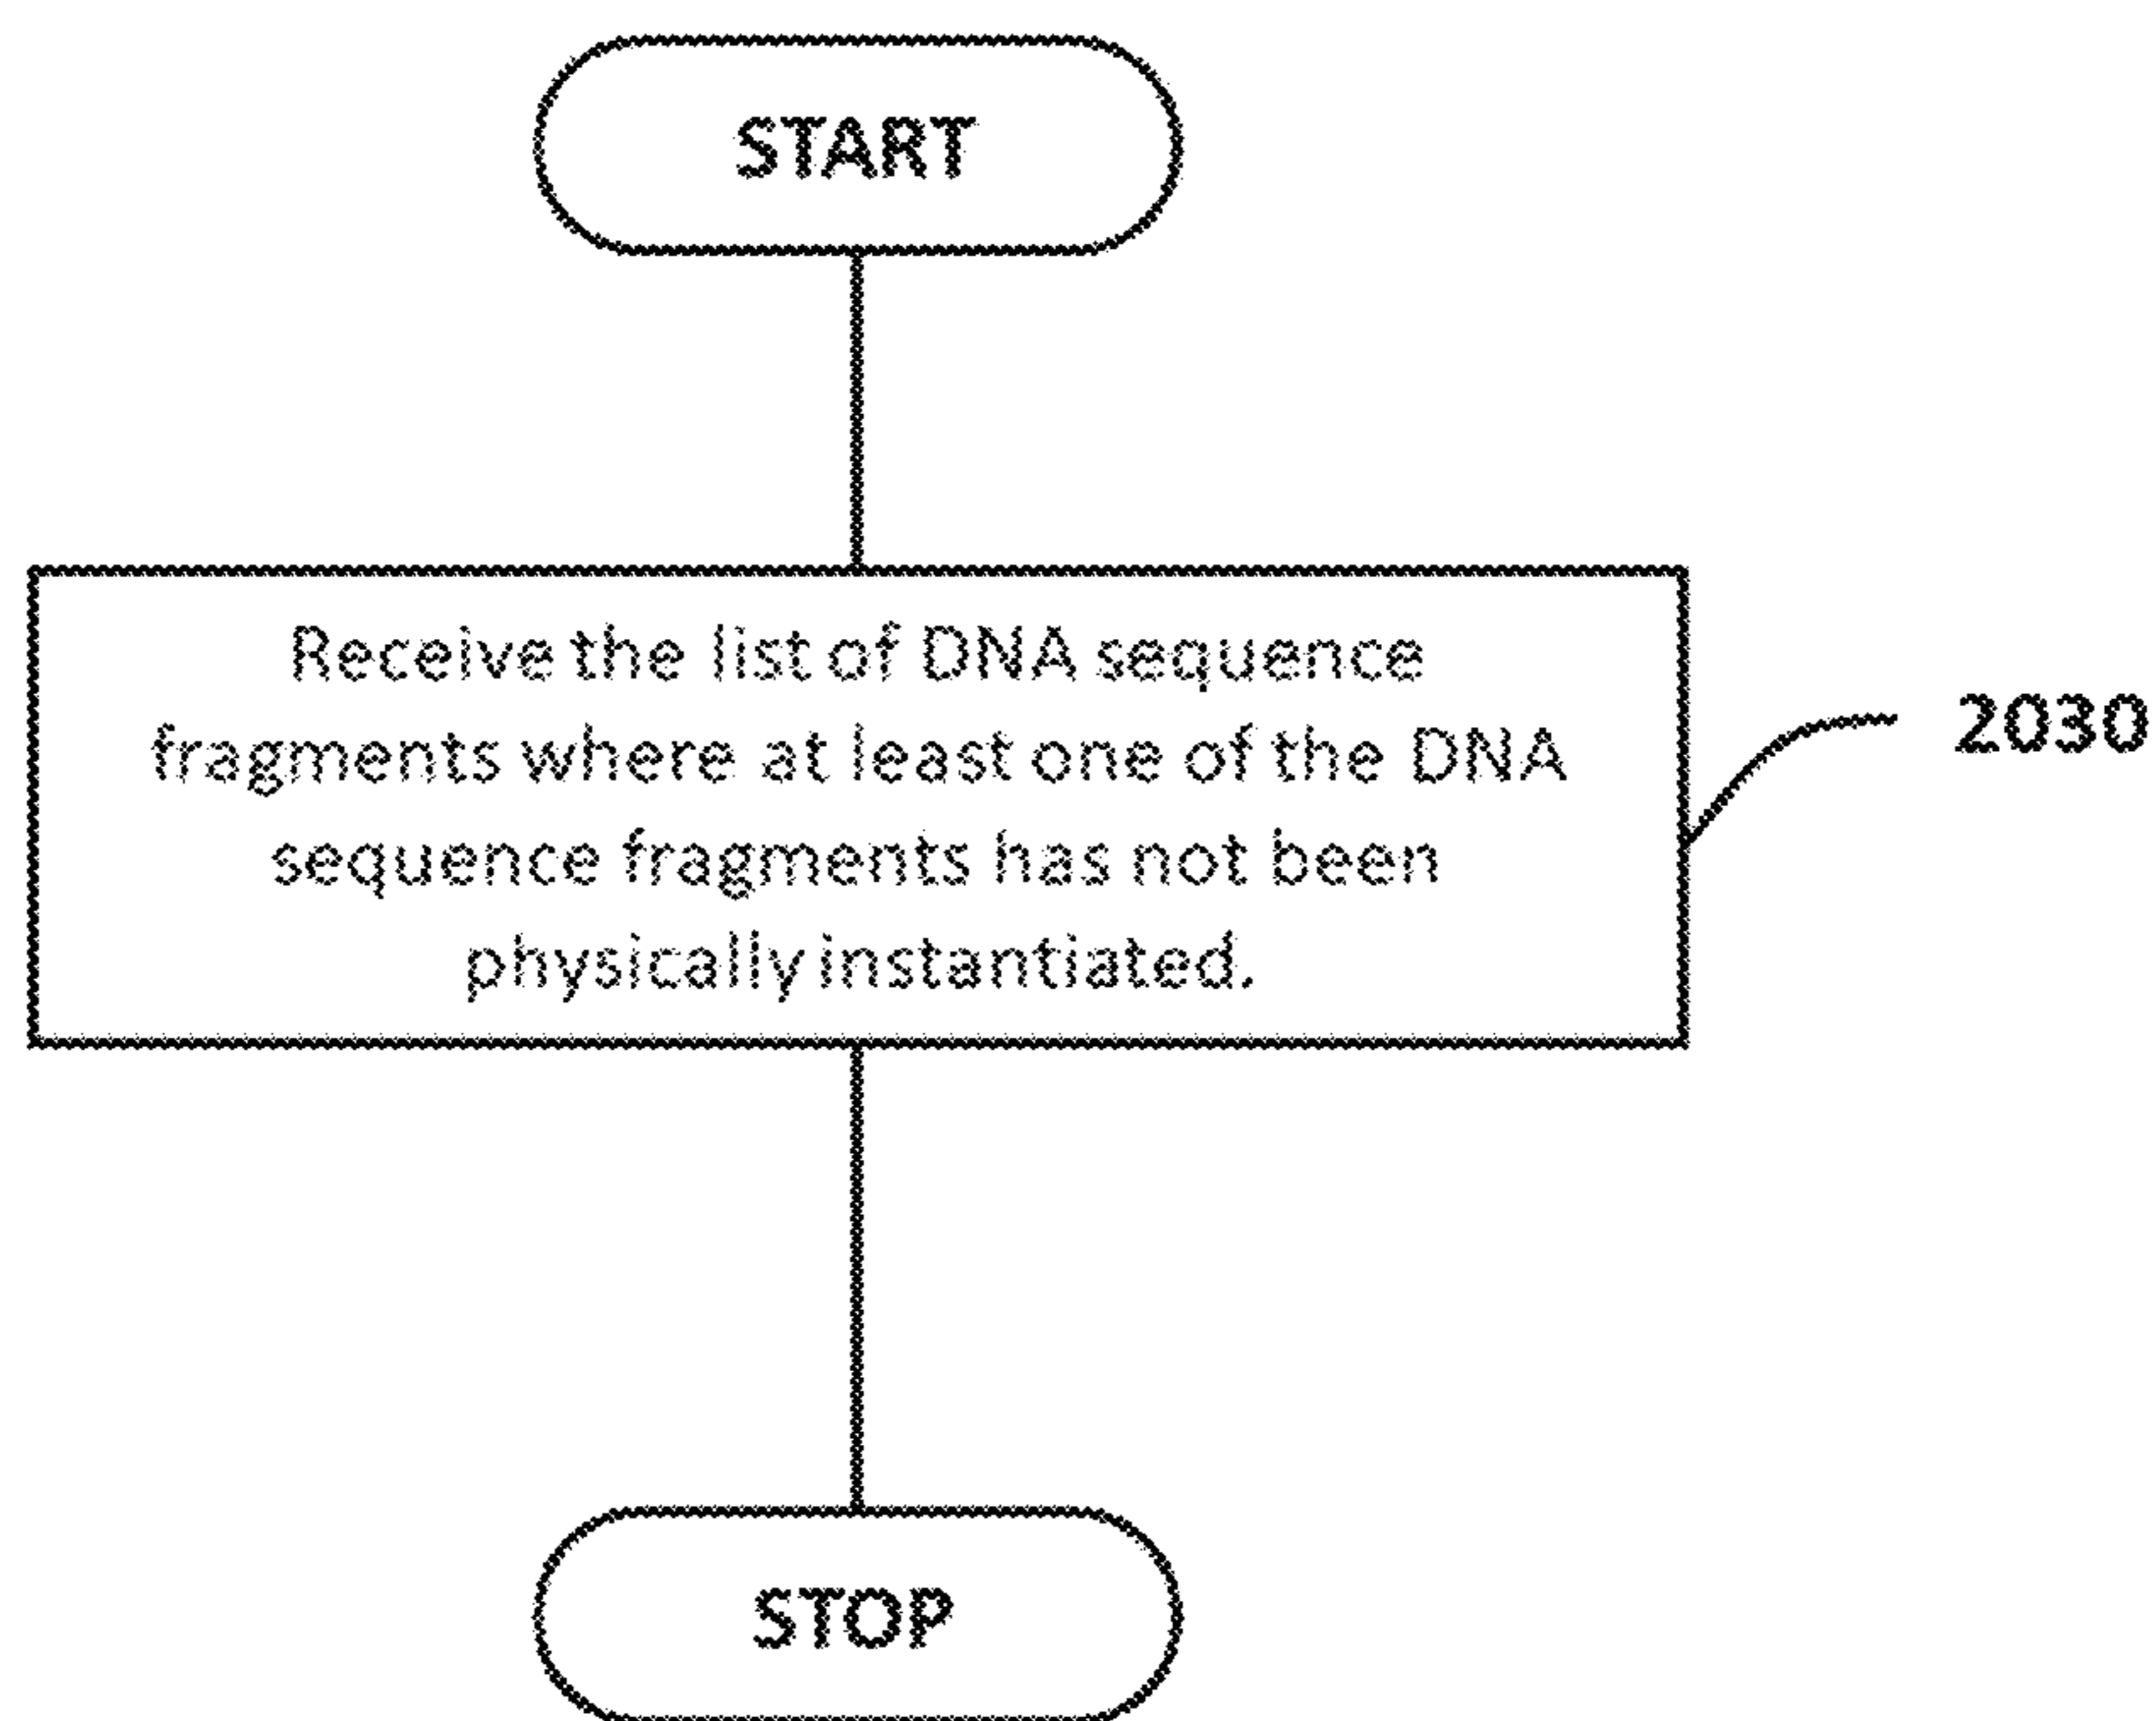 START
Receive the list of DNA sequence
fragments where at least one of the DNA
sequence fragments has not been
physically instantiated.
2030
STOP